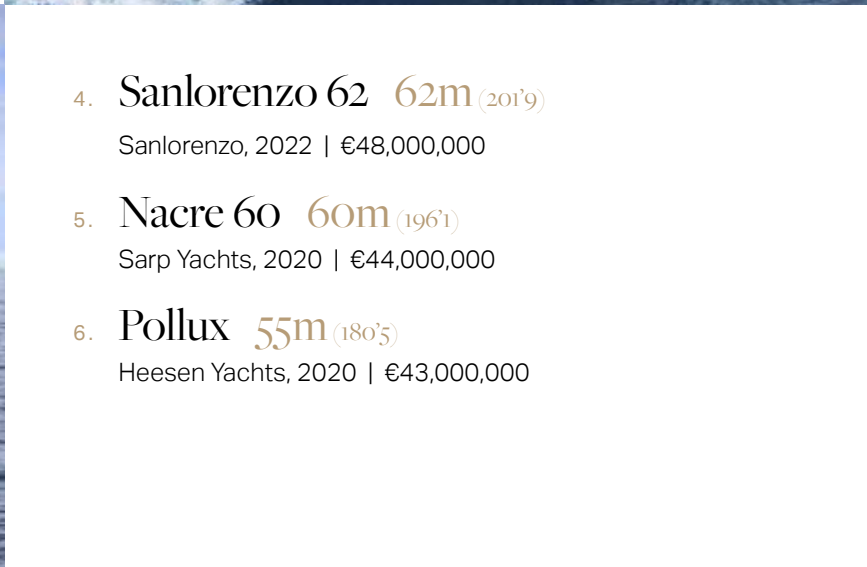 4. Sanlorenzo 62 62m (201'9)
Sanlorenzo, 2022 | €48,000,000
5. Nacre 60 60m (196'1)
Sarp Yachts, 2020 | €44,000,000
6. Pollux 55m (180'5)
Heesen Yachts, 2020 | €43,000,000